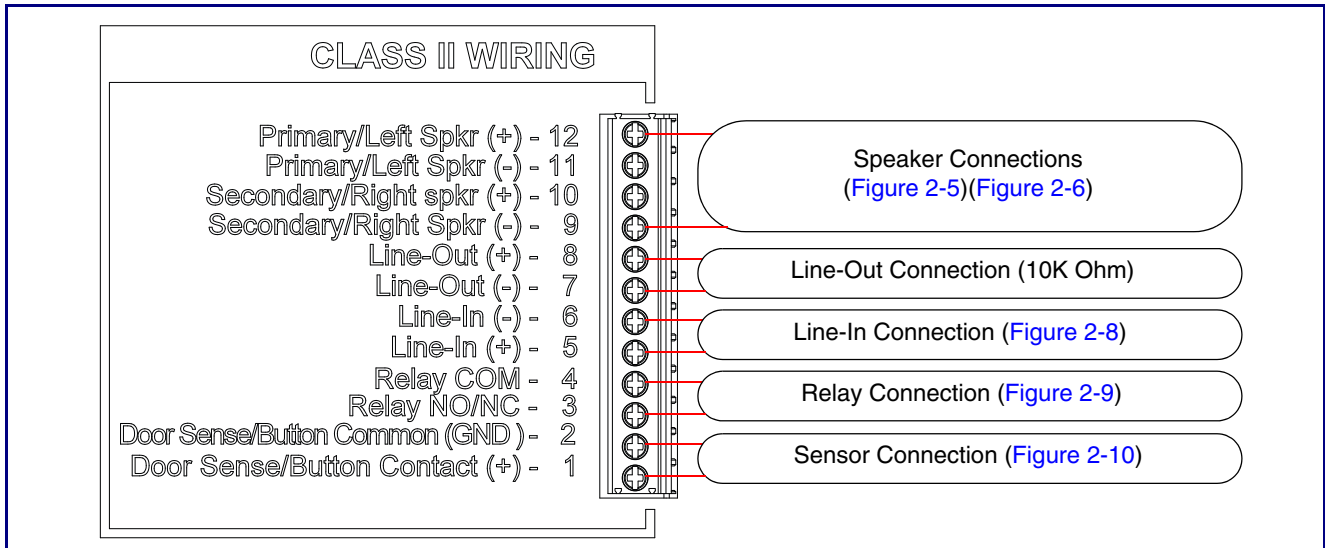 CLASS II WIRING
Primary/Left Spkr (+) - 12
Primary/Left Spkr (-) - 11
Secondary/Right spkr (+) - 10
Secondary/Right Spkr (-) - 9
Line-Out (+) - 8
Line-Out (-) - 7
Line-In (-) - 6
Line-In (+) - 5
Relay COM - 4
Relay NO/NC - 3
Door Sense/Button Common (GND ) - 2
Door Sense/Button Contact (+) - 1
Speaker Connections
(Figure 2-5)(Figure 2-6)
Line-Out Connection (10K Ohm)
Line-In Connection (Figure 2-8)
Relay Connection (Figure 2-9)
Sensor Connection (Figure 2-10)